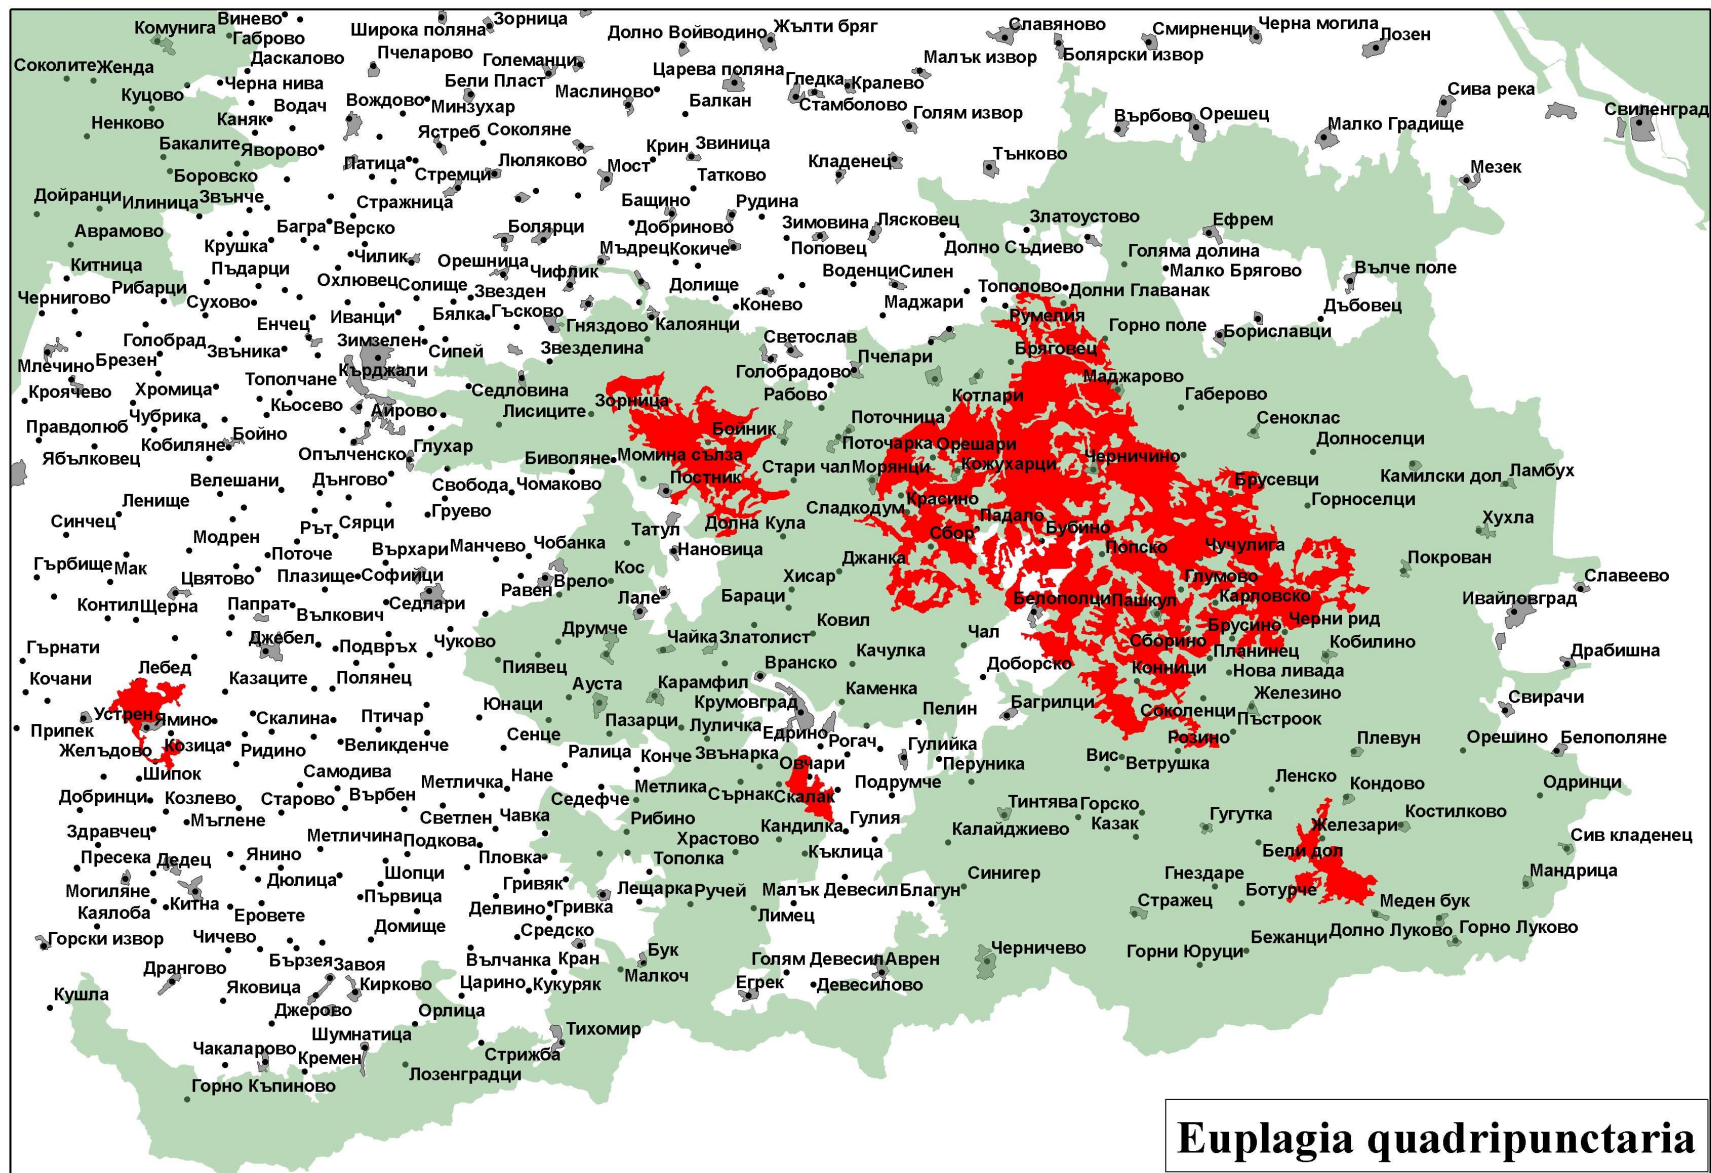 Комунига
Винево
Габрово
Даскалово
Широка поляна
Зорница
Пчеларово
Долно Войводино
Жълти бряг
Славяново
Смирненци
Черна могила
Лозен
Болярски извор
Малък извор
Соколите
Женда
Черна нива
Куцово
Водач
Големанци
Бели Пласт
Царева поляна
Гледка
Кралево
Сива река
Свиленград
Маслиново
Балкан
Стамболово
Голям извор
Върбово
Орешец
Малко Градище
Вождово
Минзухар
Ненково
Каняк
Ястреб
Соколяне
Бакалите
Яворово
Патица
Люляково
Крин
Звиница
Кладенец
Тънково
Мезек
Боровско
Стремци
Мост
Татково
Дойранци
Илиница
Звънче
Стражница
Бащино
Рудина
Зимовина
Лясковец
Златоустово
Ефрем
Аврамово
Багра
Верско
Болярци
Добриново
Крушка
Мъдрец
Кокиче
Поповец
Долно Съдиево
Голяма долина
Чилик
Орешница
Чифлик
Китница
Пъдарци
Воденци
Силен
Малко Брягово
Вълче поле
Рибарци
Охлювец
Солище
Звезден
Долище
Тополово
Долни Главанак
Чернигово
Сухово
Конево
Маджари
Дъбовец
Енчец
Иванци
Бялка
Гъсково
Гняздово
Калоянци
Румелия
Горно поле
Бориславци
Голобрад
Зимзелен
Светослав
Звъника
Сипей
Звезделина
Пчелари
Бряговец
Млечино
Брезен
Кърджали
Голобрадово
Маджарово
Кроячево
Хромица
Тополчане
Седловина
Рабово
Котлари
Габерово
Чубрика
Кьосево
Айрово
Лисиците
Зорница
Поточница
Сеноклас
Правдолюб
Бойно
Бойник
Кобиляне
Глухар
Поточарка
Орешари
Долноселци
Ябълковец
Опълченско
Биволяне
Момина сълза
Стари чал
Морянци
Кожухарци
Черничино
Велешани
Дънгово
Свобода
Чомаково
Постник
Брусевци
Камилски дол
Ламбух
Ленище
Груево
Красино
Горноселци
Сладкодум
Синчец
Рът
Сярци
Татул
Долна Кула
Падало
Хухла
Модрен
Сбор
Бубино
Поточе
Върхари
Манчево
Чобанка
Нановица
Джанка
Попско
Чучулига
Покрован
Гърбище
Мак
Цвятово
Плазище
Софийци
Кос
Хисар
Глумово
Славеево
Равен
Врело
Контил
Щерна
Папрат
Вълкович
Седлари
Лале
Бараци
Белополци
Пашкул
Карловско
Ивайловград
Джебел
Друмче
Ковил
Чал
Брусино
Черни рид
Гърнати
Подвръх
Чуково
Чайка
Златолист
Сборино
Кобилино
Лебед
Пиявец
Качулка
Доборско
Планинец
Драбишна
Кочани
Казаците
Полянец
Вранско
Конници
Нова ливада
Ауста
Карамфил
Каменка
Железино
Свирачи
Устрен
Юнаци
Крумовград
Багрилци
Припек
Ямино
Скалина
Птичар
Пазарци
Луличка
Пелин
Соколенци
Пъстроок
Желъдово
Козица
Ридино
Великденче
Сенце
Едрино
Рогач
Гулийка
Розино
Плевун
Орешино
Белополяне
Ралица
Конче
Звънарка
Шипок
Самодива
Нане
Овчари
Перуника
Вис
Ветрушка
Метличка
Подрумче
Ленско
Кондово
Одринци
Добринци
Козлево
Старово
Върбен
Седефче
Метлика
Сърнак
Скалак
Мъглене
Светлен
Чавка
Тинтява
Горско
Гугутка
Костилково
Здравчец
Метличина
Рибино
Гулия
Калайджиево
Казак
Железари
Сив кладенец
Подкова
Храстово
Кандилка
Пресека
Дедец
Янино
Пловка
Тополка
Къклица
Бели дол
Дюлица
Шопци
Гривяк
Синигер
Гнездаре
Мандрица
Могиляне
Китна
Първица
Лещарка
Ручей
Малък Девесил
Благун
Ботурче
Меден бук
Каялоба
Еровете
Делвино
Гривка
Лимец
Стражец
Горски извор
Чичево
Домище
Средско
Бежанци
Долно Луково
Горно Луково
Бук
Черничево
Горни Юруци
Дрангово
Бързея
Завоя
Вълчанка
Кран
Голям Девесил
Аврен
Малкоч
Яковица
Кирково
Царино
Кукуряк
Егрек
Девесилово
Кушла
Джерово
Орлица
Шумнатица
Тихомир
Чакаларово
Кремен
Стрижба
Горно Къпиново
Лозенградци
Euplagia quadripunctaria